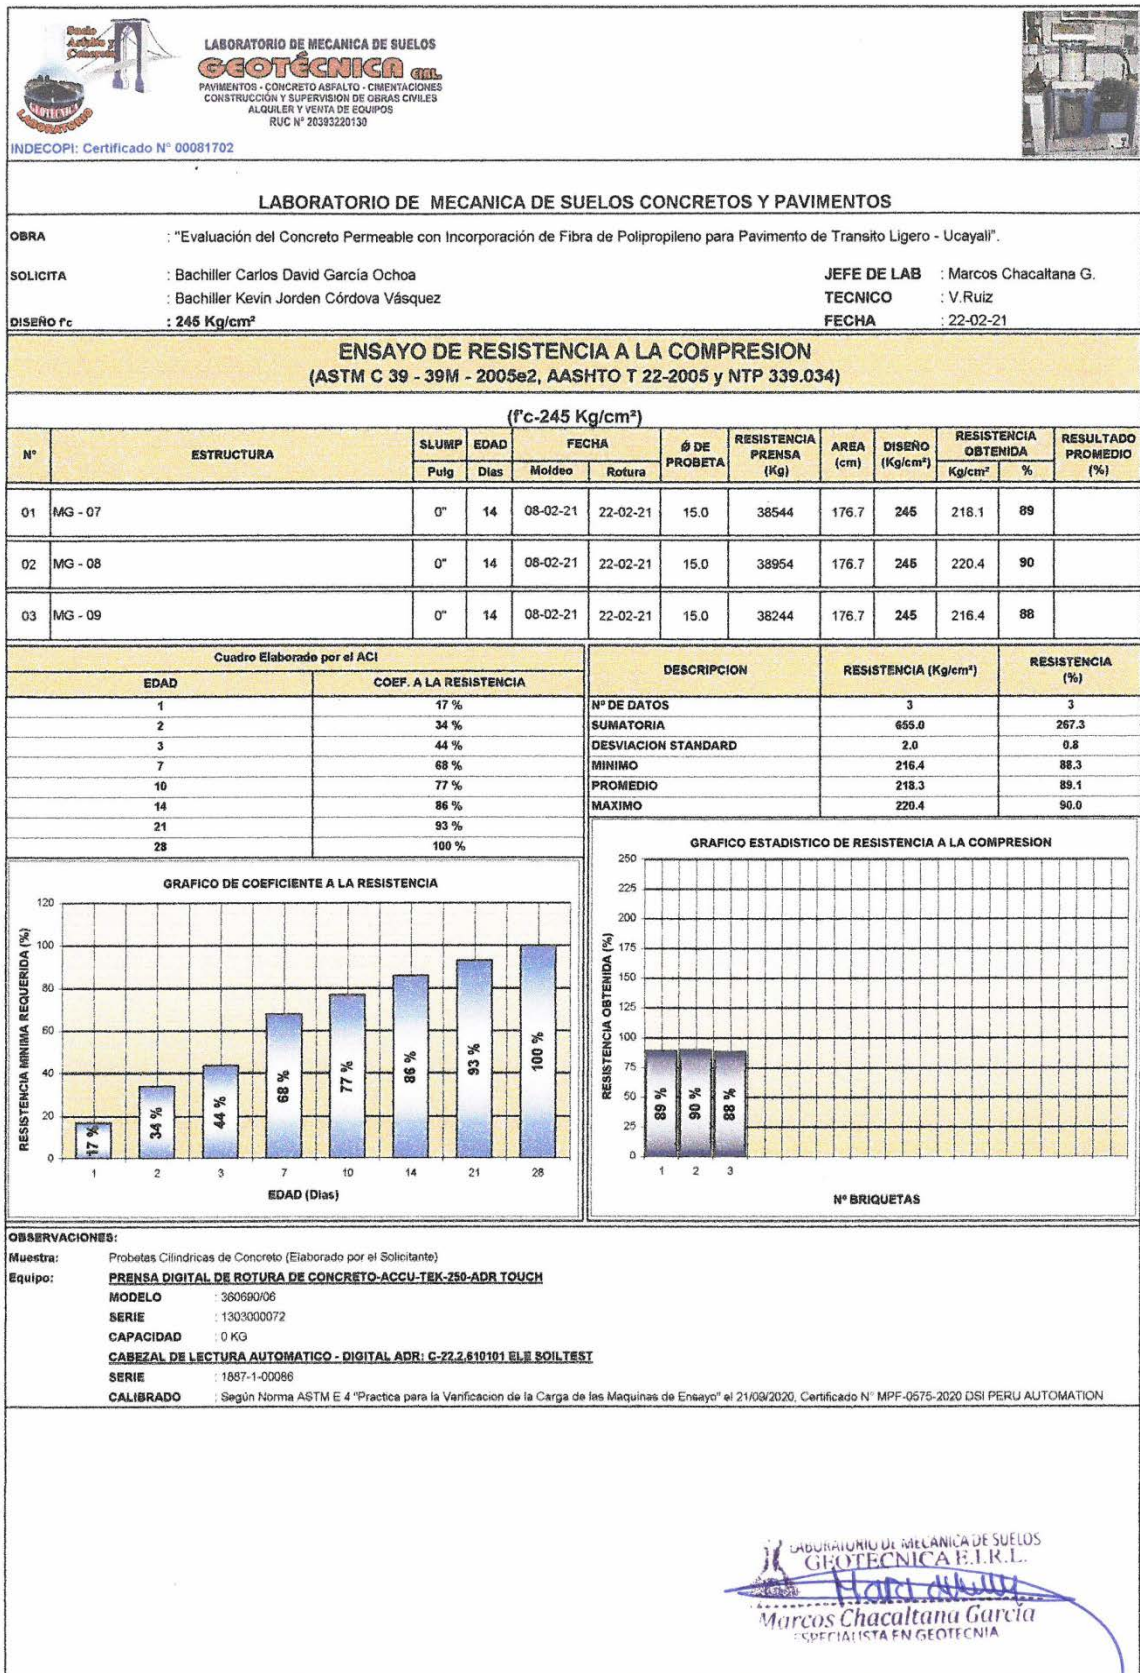 Suelo
Asfalto y
Concreto
GEOTECNICA
LABORATORIO
LABORATORIO DE MECANICA DE SUELOS
GEOTÉCNICA EIRL.
PAVIMENTOS - CONCRETO ASFALTO - CIMENTACIONES
CONSTRUCCIÓN Y SUPERVISION DE OBRAS CIVILES
ALQUILER Y VENTA DE EQUIPOS
RUC N° 20393220130
INDECOPI: Certificado N° 00081702
LABORATORIO DE MECANICA DE SUELOS CONCRETOS Y PAVIMENTOS
OBRA : "Evaluación del Concreto Permeable con Incorporación de Fibra de Polipropileno para Pavimento de Transito Ligero - Ucayali".
SOLICITA : Bachiller Carlos David García Ochoa JEFE DE LAB : Marcos Chacaltana G.
: Bachiller Kevin Jorden Córdova Vásquez TECNICO : V.Ruiz
DISEÑO f'c : 245 Kg/cm² FECHA : 22-02-21
ENSAYO DE RESISTENCIA A LA COMPRESION
(ASTM C 39 - 39M - 2005e2, AASHTO T 22-2005 y NTP 339.034)
(f'c-245 Kg/cm²)
N° ESTRUCTURA SLUMP Pulg EDAD Dias FECHA Moldeo Rotura Ø DE PROBETA RESISTENCIA PRENSA (Kg) AREA (cm) DISEÑO (Kg/cm²) RESISTENCIA OBTENIDA Kg/cm² % RESULTADO PROMEDIO (%)
01 MG - 07 0" 14 08-02-21 22-02-21 15.0 38544 176.7 245 218.1 89
02 MG - 08 0" 14 08-02-21 22-02-21 15.0 38954 176.7 245 220.4 90
03 MG - 09 0" 14 08-02-21 22-02-21 15.0 38244 176.7 245 216.4 88
Cuadro Elaborado por el ACI
EDAD COEF. A LA RESISTENCIA
1 17 %
2 34 %
3 44 %
7 68 %
10 77 %
14 86 %
21 93 %
28 100 %
DESCRIPCION RESISTENCIA (Kg/cm²) RESISTENCIA (%)
Nº DE DATOS 3 3
SUMATORIA 655.0 267.3
DESVIACION STANDARD 2.0 0.8
MINIMO 216.4 88.3
PROMEDIO 218.3 89.1
MAXIMO 220.4 90.0
GRAFICO DE COEFICIENTE A LA RESISTENCIA
RESISTENCIA MINIMA REQUERIDA (%)
120
100
80
60
40
20
0
17 % 34 % 44 % 68 % 77 % 86 % 93 % 100 %
1 2 3 7 10 14 21 28
EDAD (Dias)
GRAFICO ESTADISTICO DE RESISTENCIA A LA COMPRESION
RESISTENCIA OBTENIDA (%)
250
225
200
175
150
125
100
75
50
25
0
89 % 90 % 88 %
1 2 3
Nº BRIQUETAS
OBSERVACIONES:
Muestra: Probetas Cilindricas de Concreto (Elaborado por el Solicitante)
Equipo: PRENSA DIGITAL DE ROTURA DE CONCRETO-ACCU-TEK-250-ADR TOUCH
MODELO : 360690/06
SERIE : 1303000072
CAPACIDAD : 0 KG
CABEZAL DE LECTURA AUTOMATICO - DIGITAL ADR: C-22.2.610101 ELE SOILTEST
SERIE : 1887-1-00086
CALIBRADO : Según Norma ASTM E 4 "Practica para la Verificacion de la Carga de las Maquinas de Ensayo" el 21/09/2020, Certificado N° MPF-0575-2020 DSI PERU AUTOMATION
LABORATORIO DE MECANICA DE SUELOS
GEOTECNICA E.I.R.L.
Marcos Chacaltana García
ESPECIALISTA EN GEOTECNIA